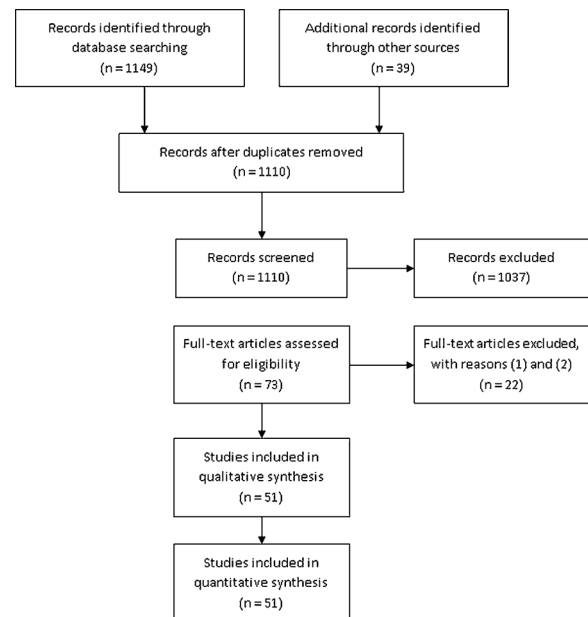 Records identified through
database searching
(n = 1149)
Additional records identified
through other sources
(n = 39)
Records after duplicates removed
(n = 1110)
Records screened
(n = 1110)
Records excluded
(n = 1037)
Full-text articles assessed
for eligibility
(n = 73)
Full-text articles excluded,
with reasons (1) and (2)
(n = 22)
Studies included in
qualitative synthesis
(n = 51)
Studies included in
quantitative synthesis
(n = 51)